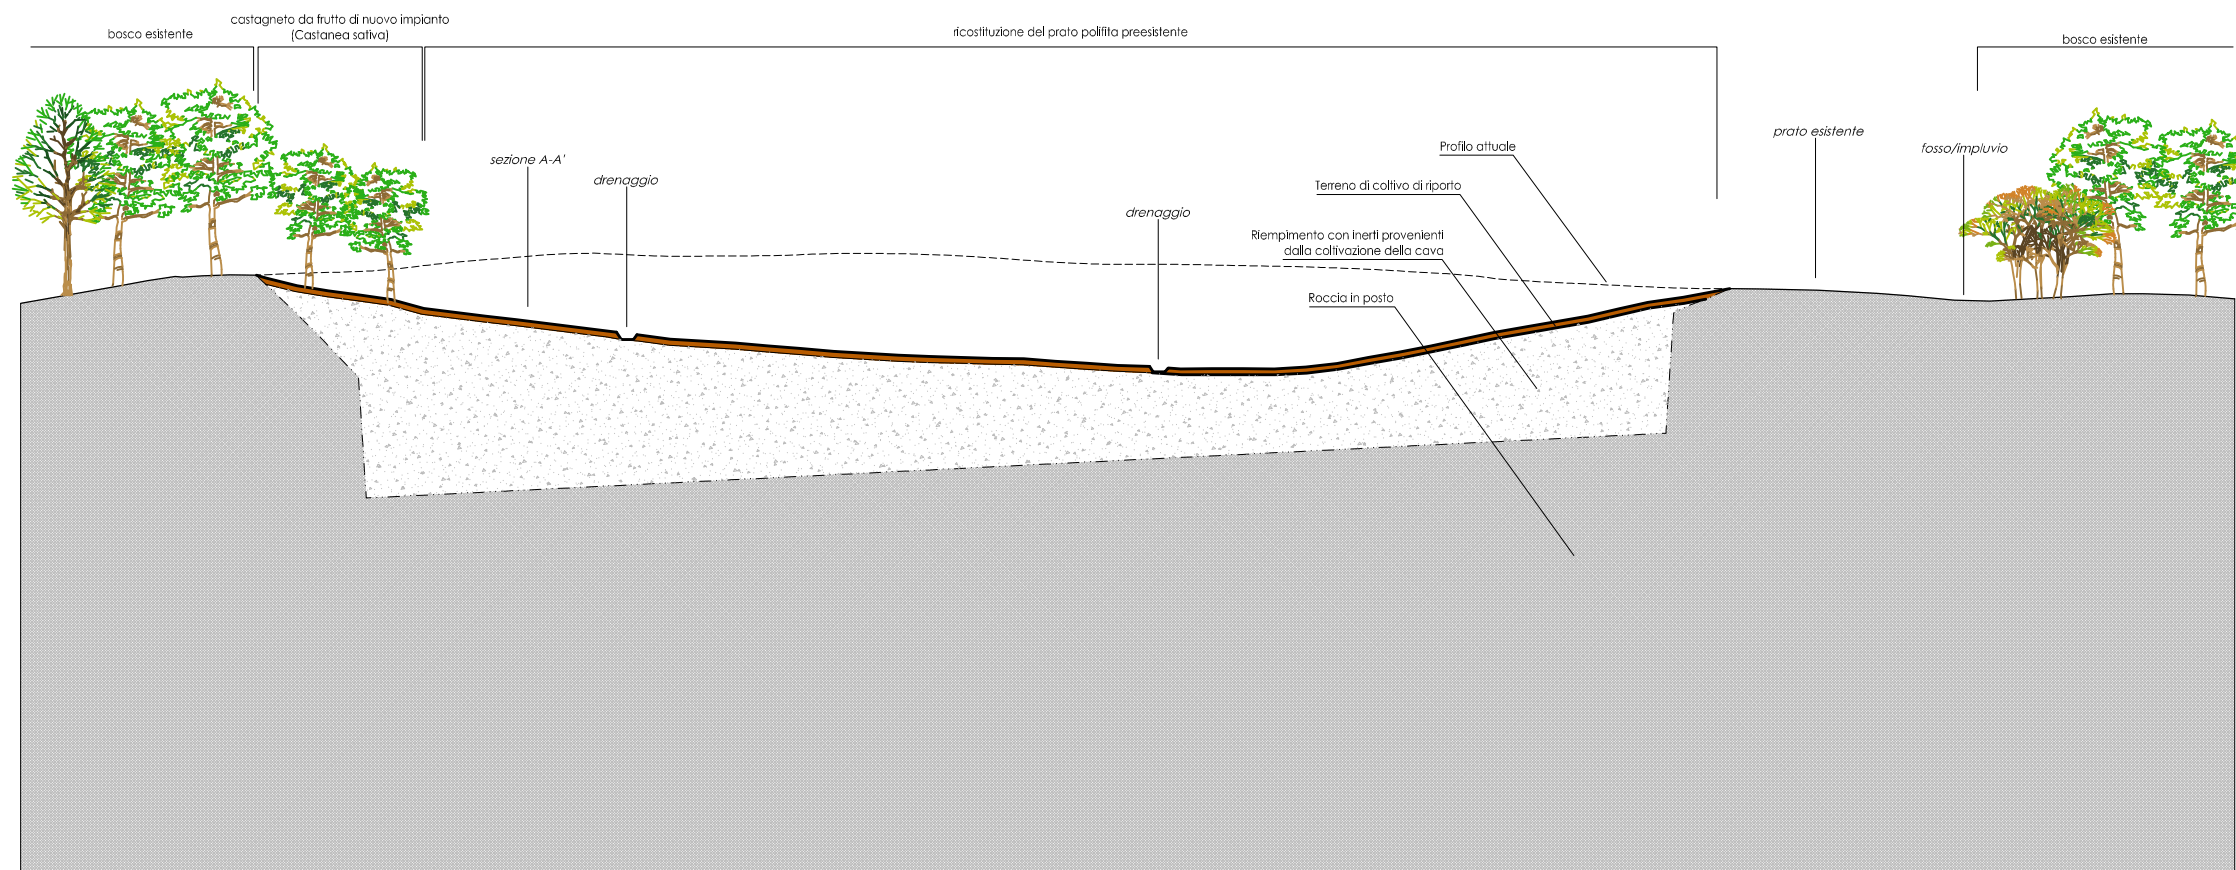 bosco esistente
castagneto da frutto di nuovo impianto
(Castanea sativa)
ricostituzione del prato polifita preesistente
bosco esistente
sezione A-A'
drenaggio
drenaggio
Profilo attuale
Terreno di coltivo di riporto
Riempimento con inerti provenienti
dalla coltivazione della cava
Roccia in posto
prato esistente
fosso/impluvio